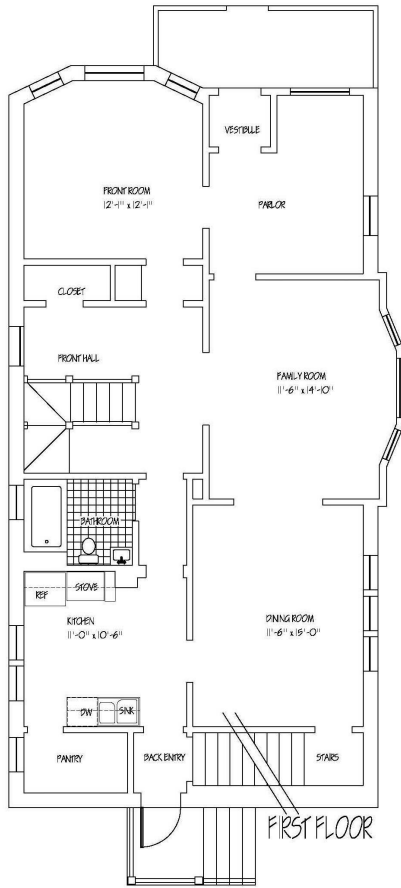 VESTIBULE
FRONT ROOM
12'-1" x 12'-1"
PARLOR
CLOSET
FRONT HALL
FAMILY ROOM
11'-6" x 14'-10"
BATHROOM
STOVE
REF
KITCHEN
11'-0" x 10'-6"
DINING ROOM
11'-6" x 15'-0"
DW
SINK
PANTRY
BACK ENTRY
STAIRS
FIRST FLOOR